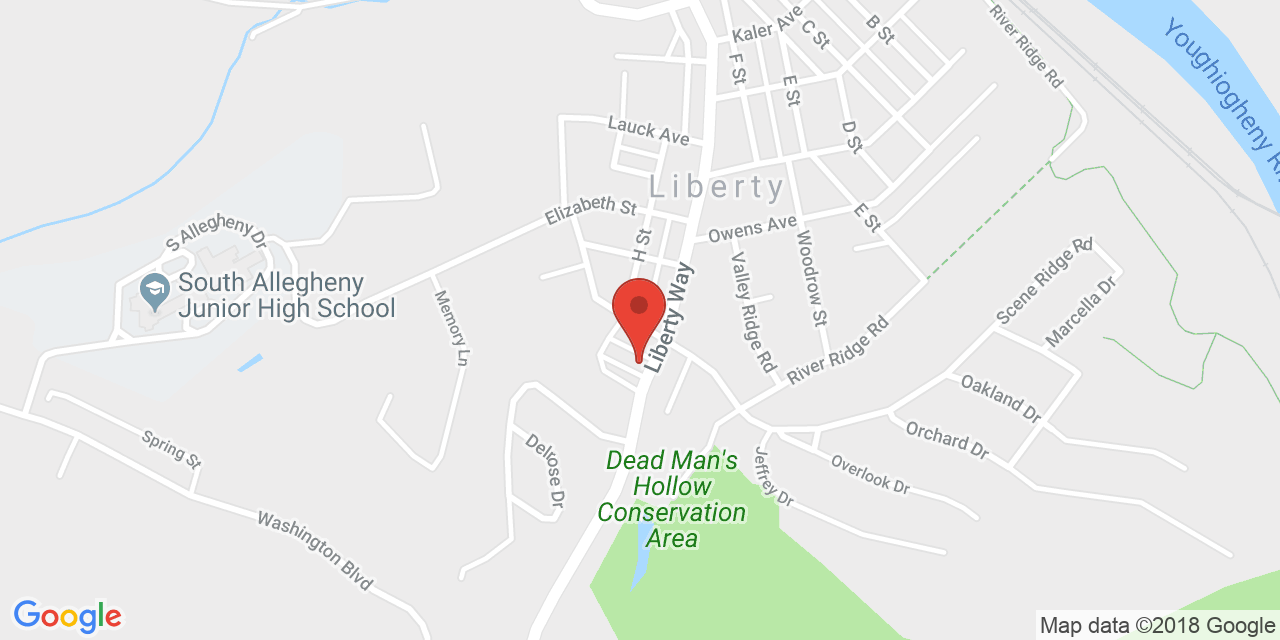 Kaler Ave
C St
B St
River Ridge Rd
F St
E St
Youghiogheny
Lauck Ave
D St
Liberty
Elizabeth St
E St
S Allegheny Dr
H St
Owens Ave
Woodrow St
South Allegheny
Junior High School
Valley Ridge Rd
Liberty Way
Scene Ridge Rd
Marcella Dr
Memory Ln
River Ridge Rd
Oakland Dr
Orchard Dr
Spring St
Delrose Dr
Dead Man's
Hollow
Conservation
Area
Jeffrey Dr
Overlook Dr
Washington Blvd
Google
Map data ©2018 Google